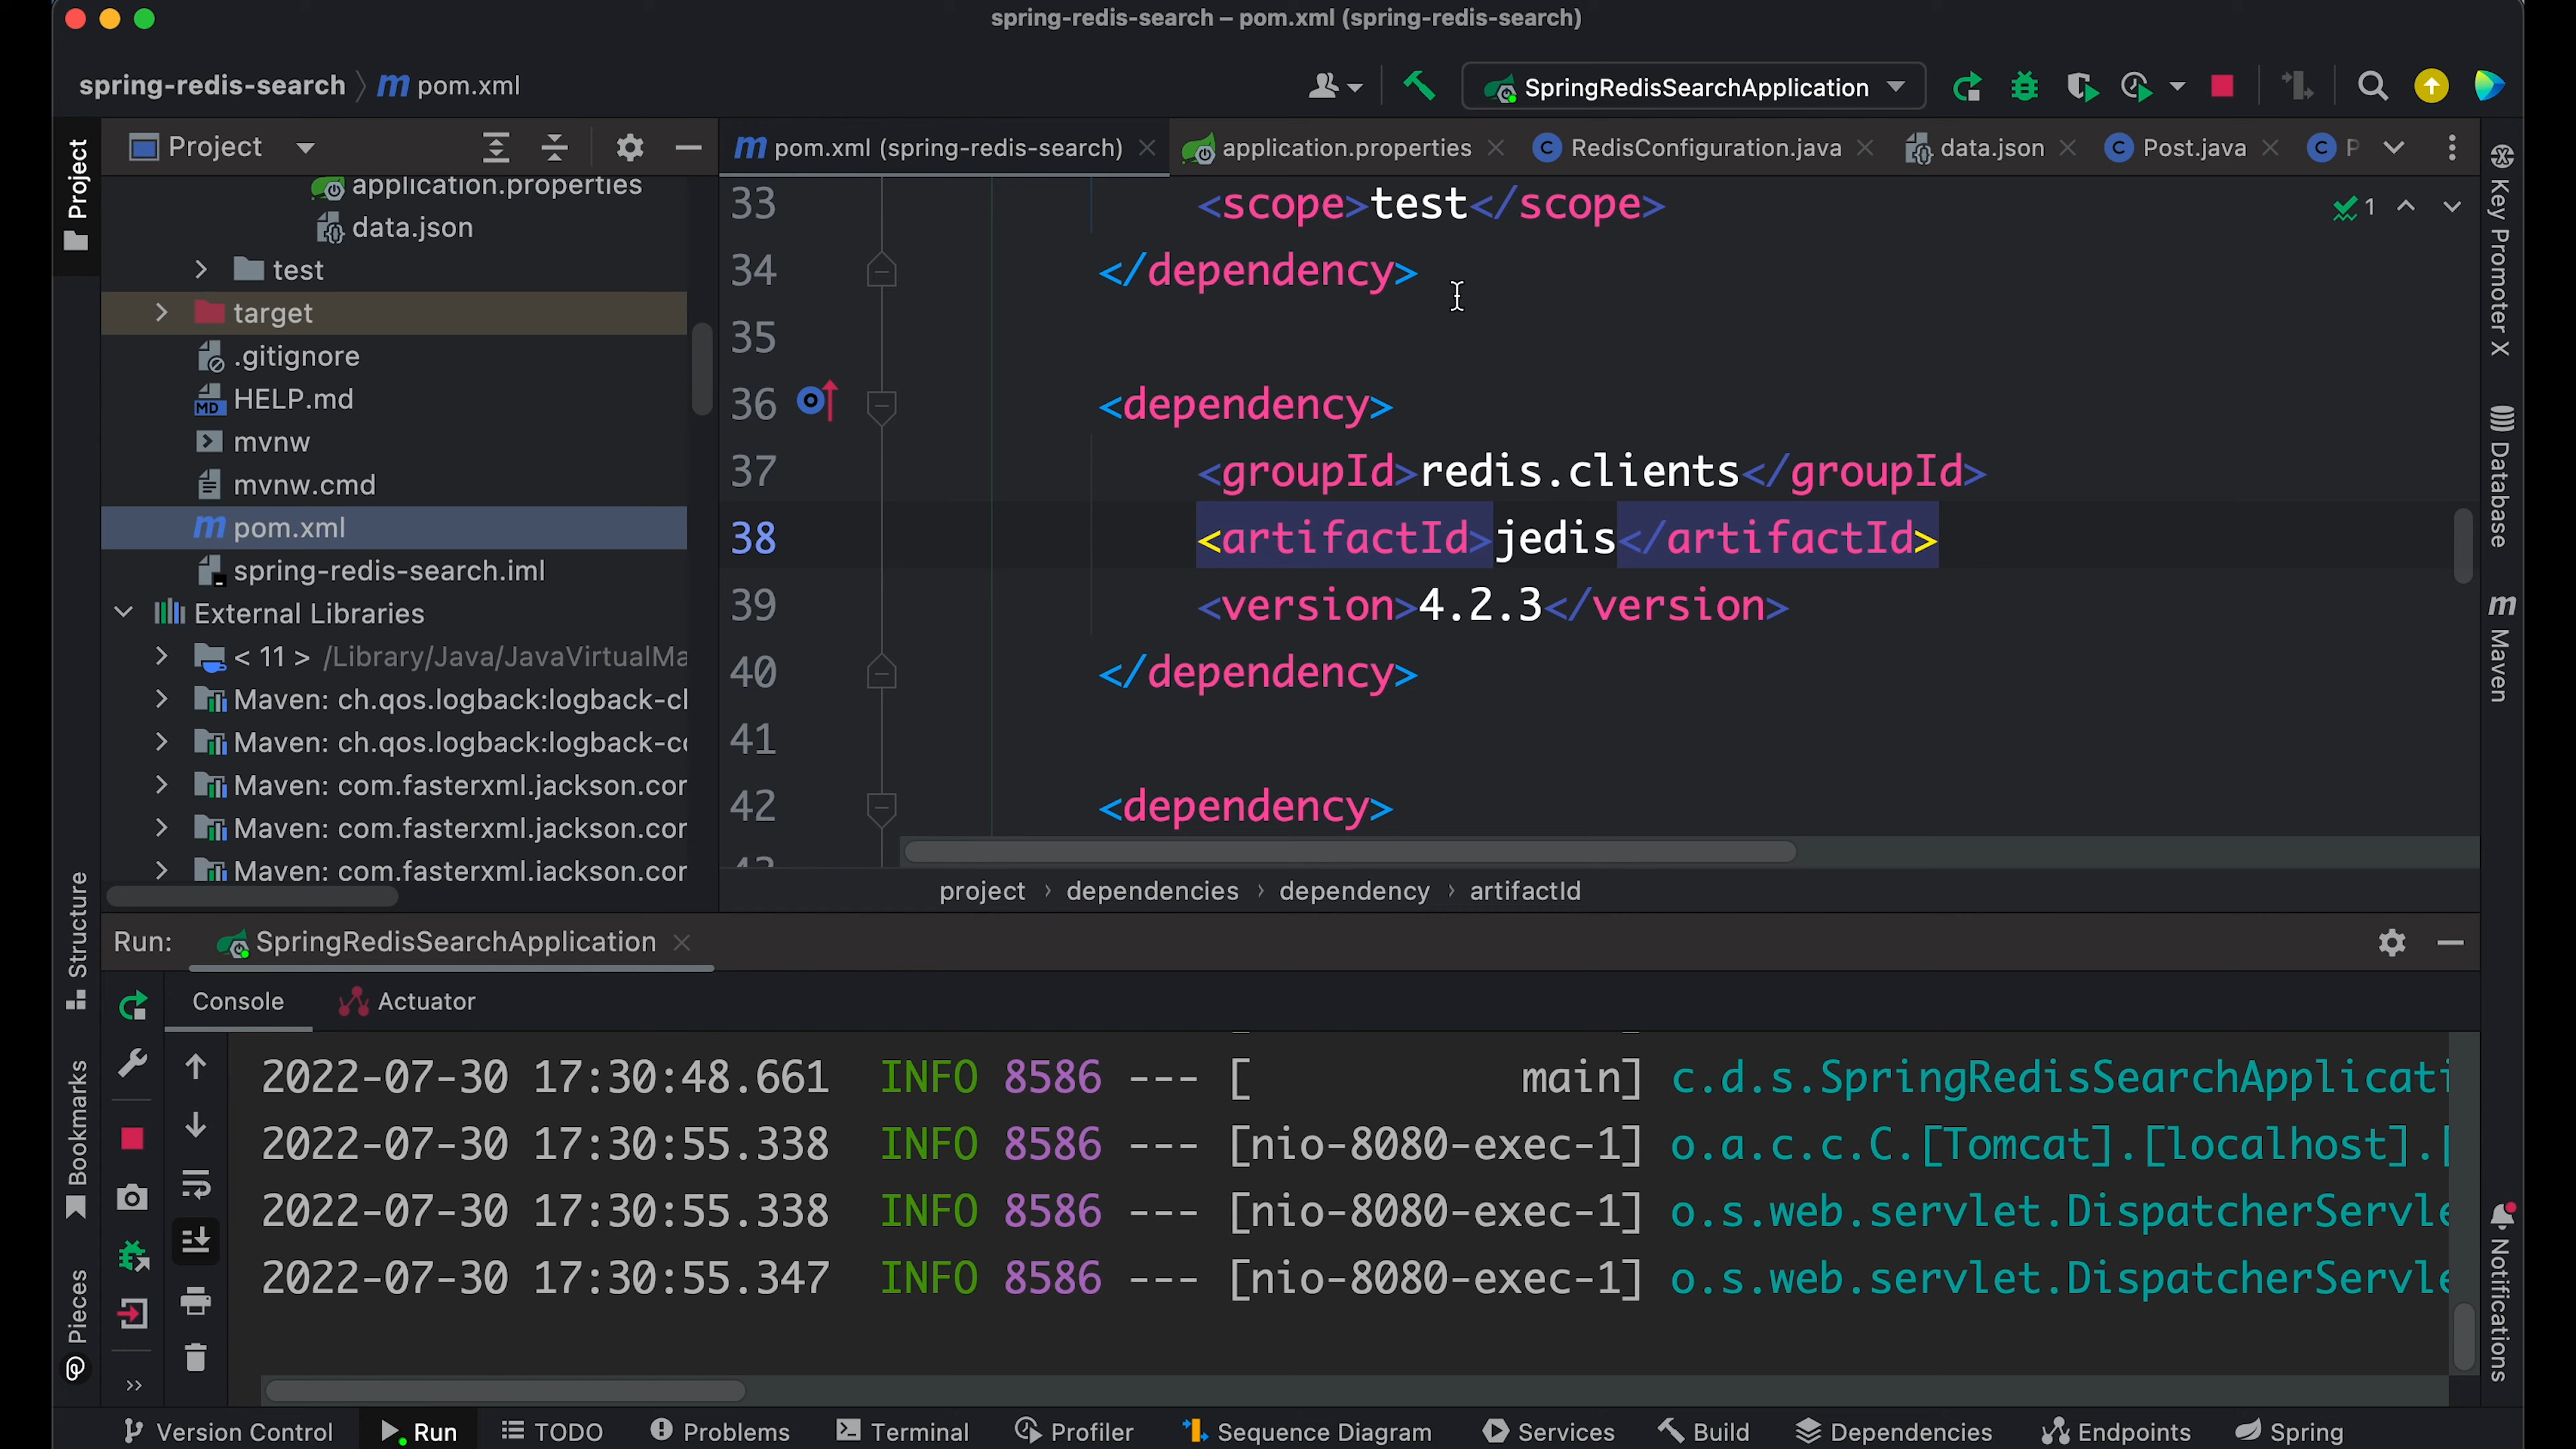 spring-redis-search – pom.xml (spring-redis-search)
spring-redis-search pom.xml
SpringRedisSearchApplication
Project
pom.xml (spring-redis-search) application.properties RedisConfiguration.java data.json Post.java P
Project
application.properties
data.json
test
target
.gitignore
HELP.md
mvnw
mvnw.cmd
pom.xml
spring-redis-search.iml
External Libraries
< 11 > /Library/Java/JavaVirtualMa
Maven: ch.qos.logback:logback-cl
Maven: ch.qos.logback:logback-co
Maven: com.fasterxml.jackson.cor
Maven: com.fasterxml.jackson.cor
Maven: com.fasterxml.jackson.cor
33 <scope>test</scope>
34 </dependency>
35
36 <dependency>
37 <groupId>redis.clients</groupId>
38 <artifactId>jedis</artifactId>
39 <version>4.2.3</version>
40 </dependency>
41
42 <dependency>
43
1
project › dependencies › dependency › artifactId
Key Promoter X
Database
Maven
Notifications
Structure
Bookmarks
Pieces
Run: SpringRedisSearchApplication
Console Actuator
2022-07-30 17:30:48.661 INFO 8586 --- [ main] c.d.s.SpringRedisSearchApplicati
2022-07-30 17:30:55.338 INFO 8586 --- [nio-8080-exec-1] o.a.c.c.C.[Tomcat].[localhost].[
2022-07-30 17:30:55.338 INFO 8586 --- [nio-8080-exec-1] o.s.web.servlet.DispatcherServle
2022-07-30 17:30:55.347 INFO 8586 --- [nio-8080-exec-1] o.s.web.servlet.DispatcherServle
Version Control Run TODO Problems Terminal Profiler Sequence Diagram Services Build Dependencies Endpoints Spring